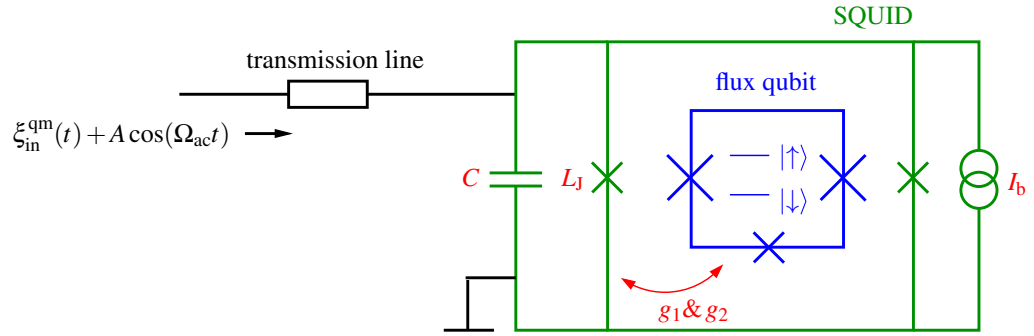 SQUID
transmission line
flux qubit
ξ_in^qm(t) + A cos(Ω_ac t)
|↑⟩
C
L_J
|↓⟩
I_b
g_1 & g_2